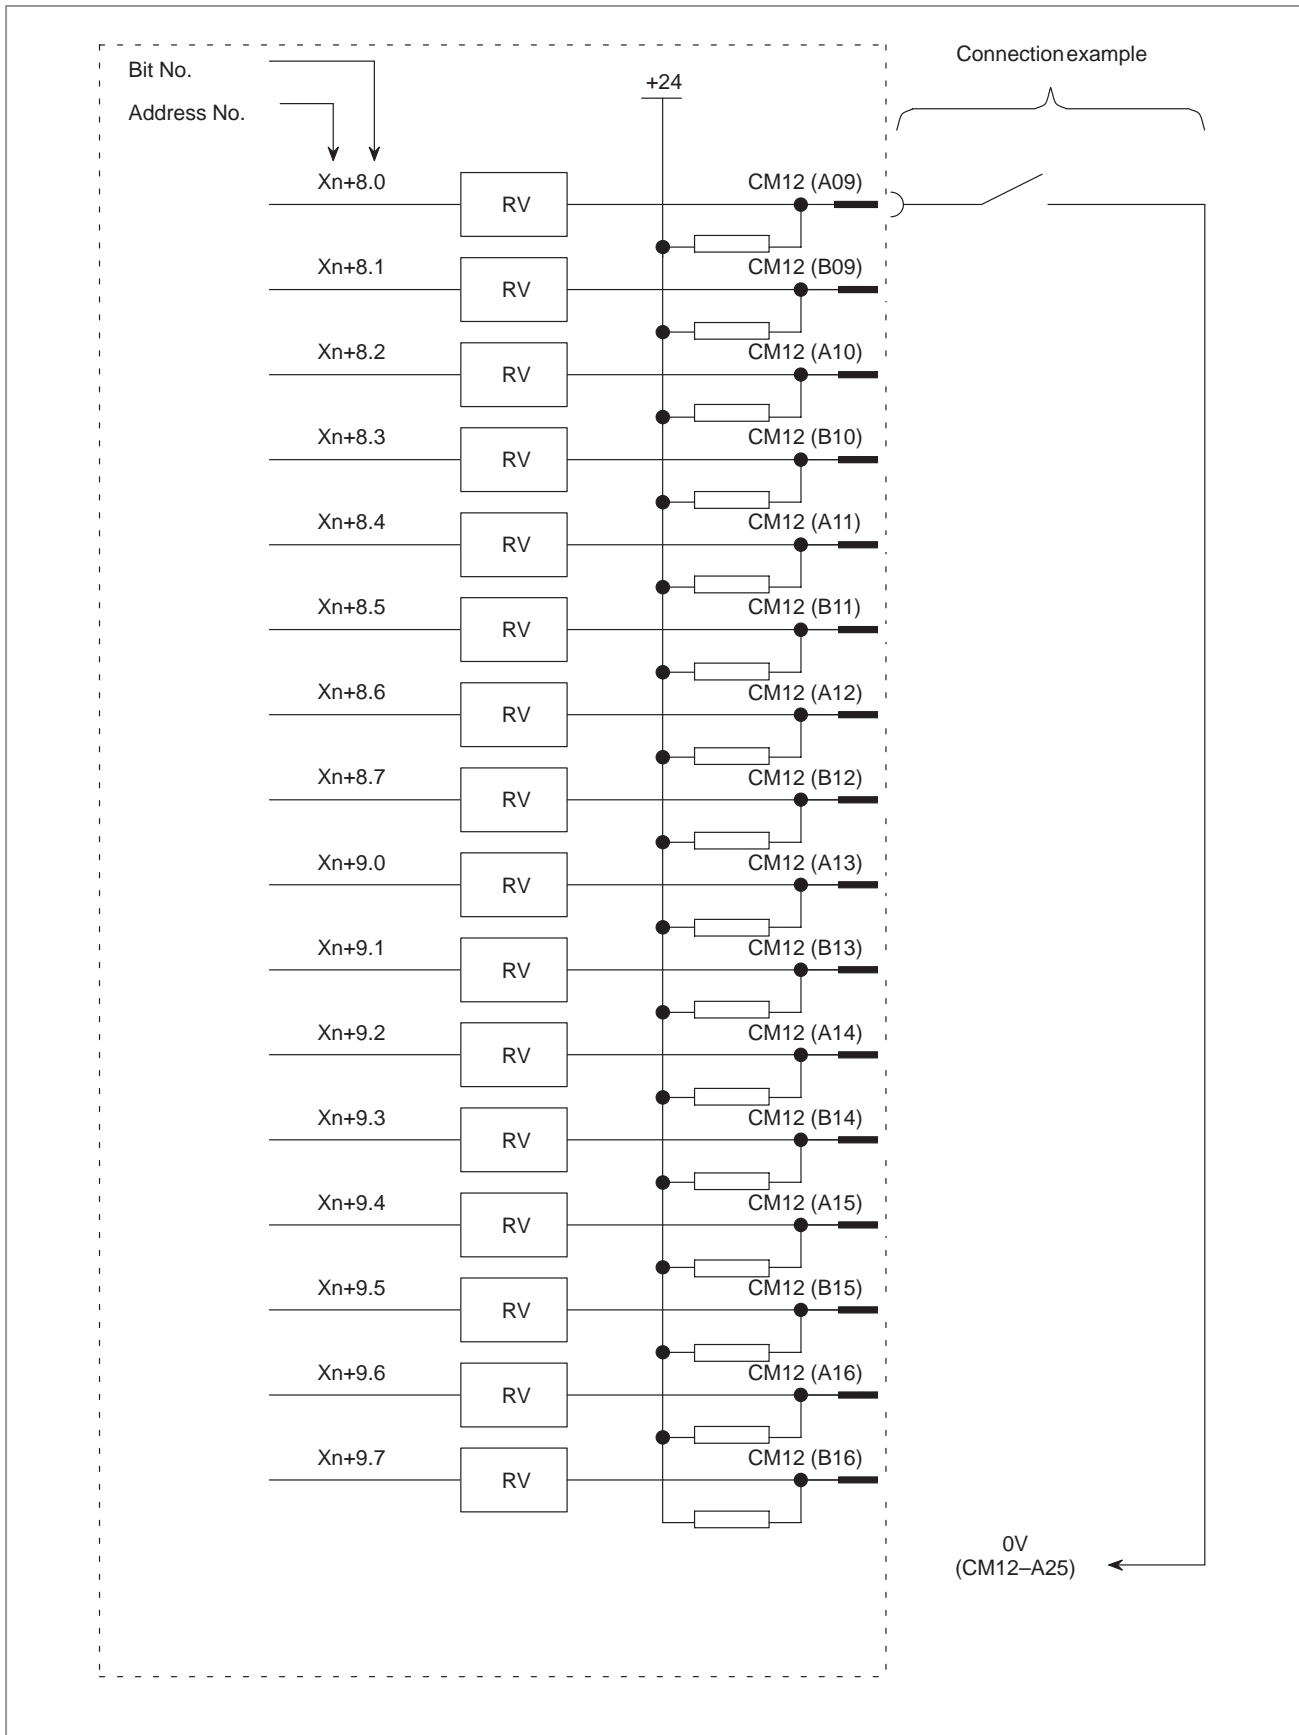 Connection example
Bit No.
+24
Address No.
Xn+8.0
RV
CM12 (A09)
Xn+8.1
RV
CM12 (B09)
Xn+8.2
RV
CM12 (A10)
Xn+8.3
RV
CM12 (B10)
Xn+8.4
RV
CM12 (A11)
Xn+8.5
RV
CM12 (B11)
Xn+8.6
RV
CM12 (A12)
Xn+8.7
RV
CM12 (B12)
Xn+9.0
RV
CM12 (A13)
Xn+9.1
RV
CM12 (B13)
Xn+9.2
RV
CM12 (A14)
Xn+9.3
RV
CM12 (B14)
Xn+9.4
RV
CM12 (A15)
Xn+9.5
RV
CM12 (B15)
Xn+9.6
RV
CM12 (A16)
Xn+9.7
RV
CM12 (B16)
0V
(CM12–A25)